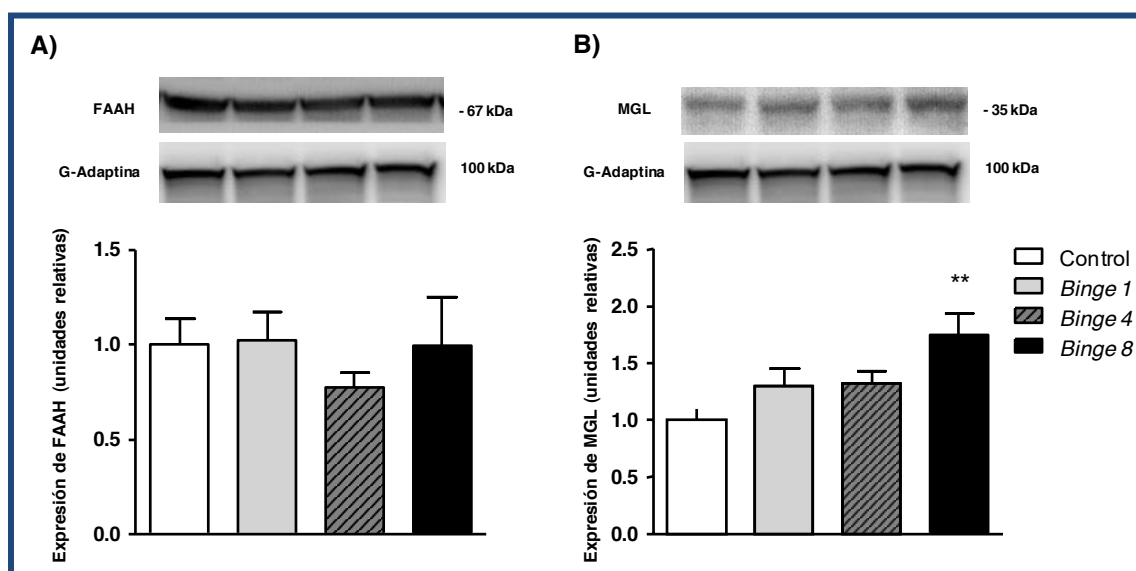 A)
FAAH
- 67 kDa
G-Adaptina
100 kDa
Expresión de FAAH (unidades relativas)
1.5
1.0
0.5
0.0
B)
MGL
- 35 kDa
G-Adaptina
100 kDa
Expresión de MGL (unidades relativas)
2.5
2.0
1.5
1.0
0.5
0.0
**
Control
Binge 1
Binge 4
Binge 8